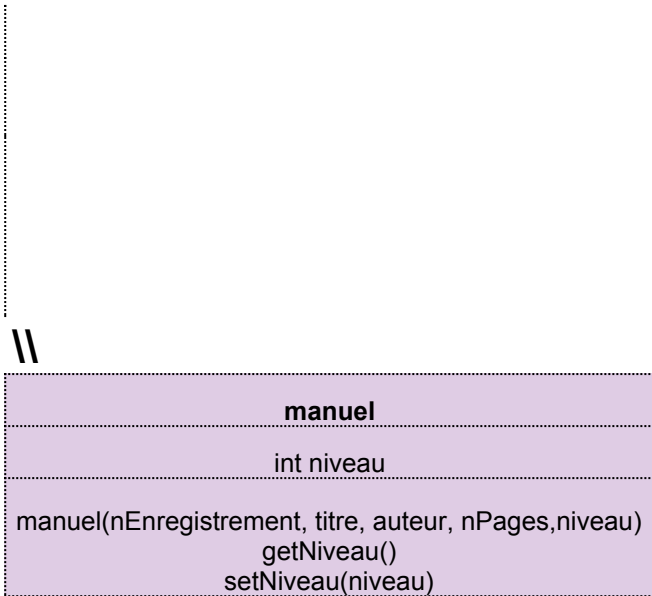 \\
manuel
int niveau
manuel(nEnregistrement, titre, auteur, nPages,niveau)
getNiveau()
setNiveau(niveau)